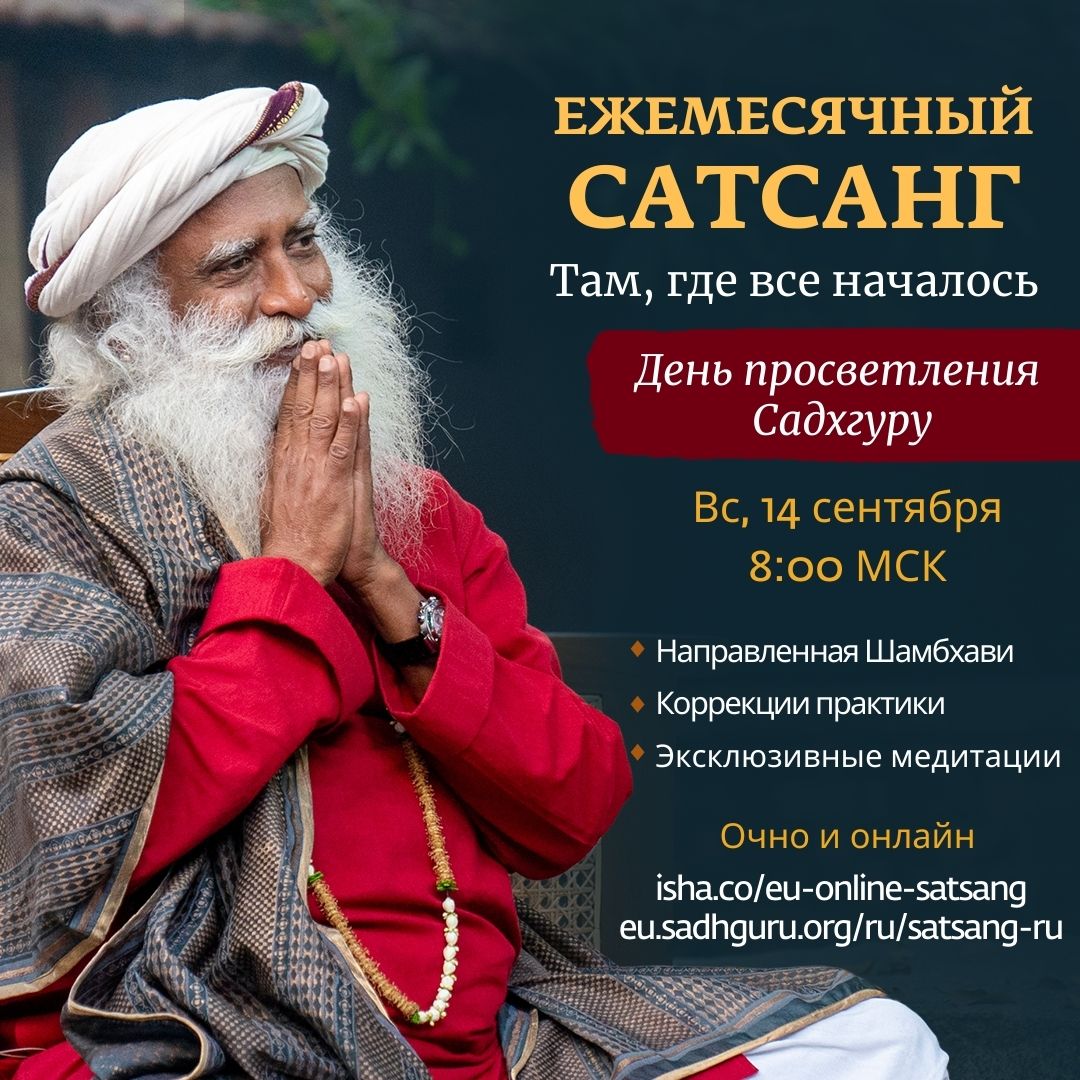 ЕЖЕМЕСЯЧНЫЙ
САТСАНГ
Там, где все началось
День просветления
Садхгуру
Вс, 14 сентября
8:00 МСК
Направленная Шамбхави
Коррекции практики
Эксклюзивные медитации
Очно и онлайн
isha.co/eu-online-satsang
eu.sadhguru.org/ru/satsang-ru